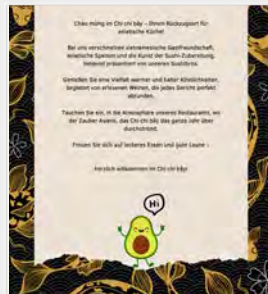 Chào mừng im Chi chi bây – Ihrem Rückzugsort für
asiatische Küche!
Bei uns verschmelzen vietnamesische Gastfreundschaft,
asiatische Speisen und die Kunst der Sushi-Zubereitung,
liebevoll präsentiert von unseren Sushibros.
Genießen Sie eine Vielfalt warmer und kalter Köstlichkeiten,
begleitet von erlesenen Weinen, die jedes Gericht perfekt
abrunden.
Tauchen Sie ein, in die Atmosphäre unseres Restaurants, wo
der Zauber Asiens, das Chi chi bây das ganze Jahr über
durchströmt.
Freuen Sie sich auf leckeres Essen und gute Laune –
herzlich willkommen im Chi chi bây!
Hi